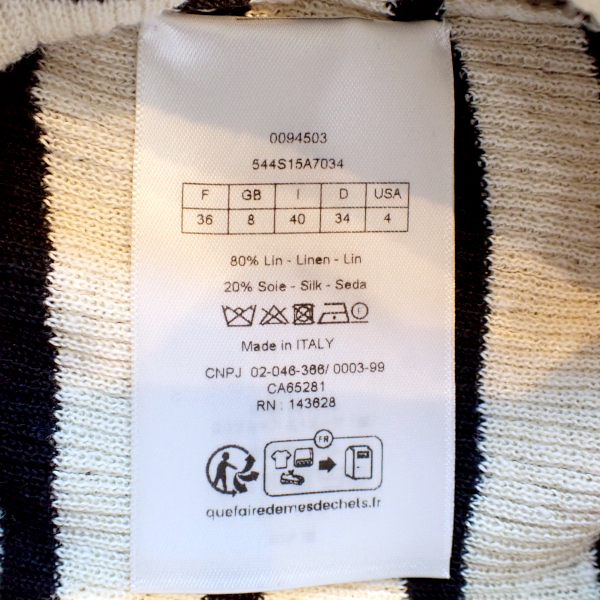 0094503
544S15A7034
F GB I D USA
36 8 40 34 4
80% Lin - Linen - Lin
20% Soie - Silk - Seda
F
Made in ITALY
CNPJ 02-046-366/ 0003-99
CA65281
RN : 143628
FR
quefairedemesdechets.fr